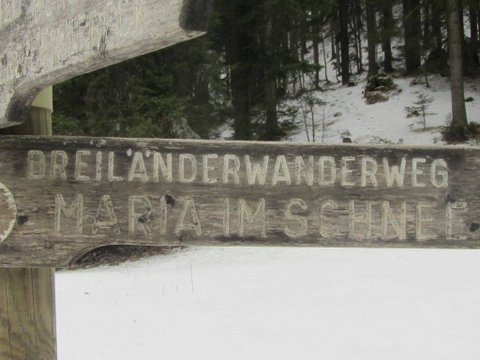 DREILÄNDERWANDERWEG
MARIA IM SCHNEE